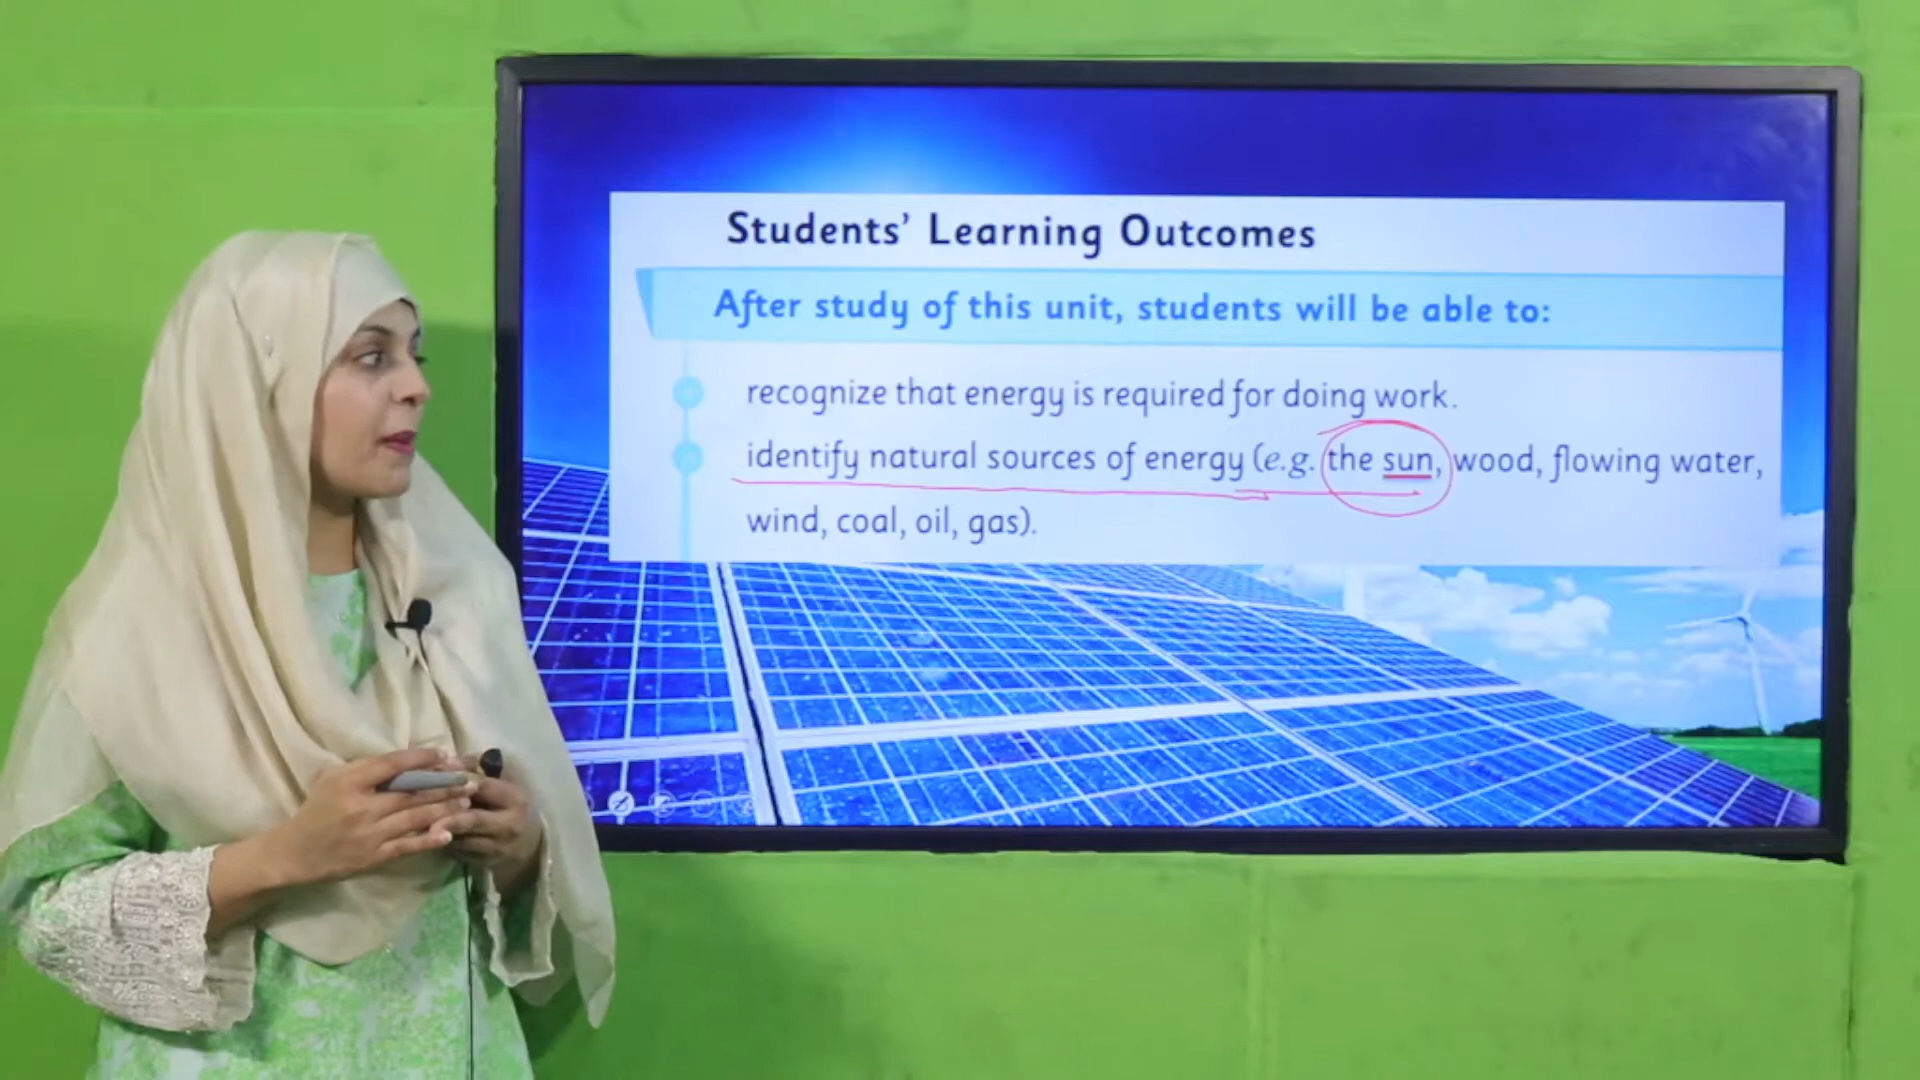 Students' Learning Outcomes
After study of this unit, students will be able to:
recognize that energy is required for doing work.
identify natural sources of energy (e.g. the sun, wood, flowing water,
wind, coal, oil, gas).